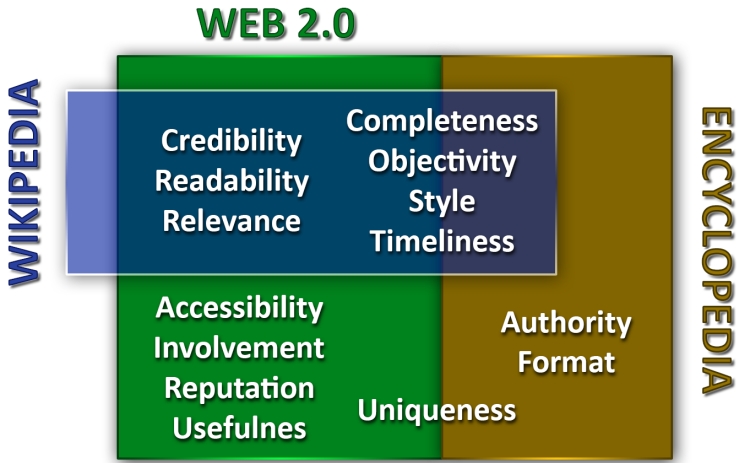 WEB 2.0
WIKIPEDIA
ENCYCLOPEDIA
Credibility
Readability
Relevance
Completeness
Objectivity
Style
Timeliness
Accessibility
Involvement
Reputation
Usefulnes
Uniqueness
Authority
Format